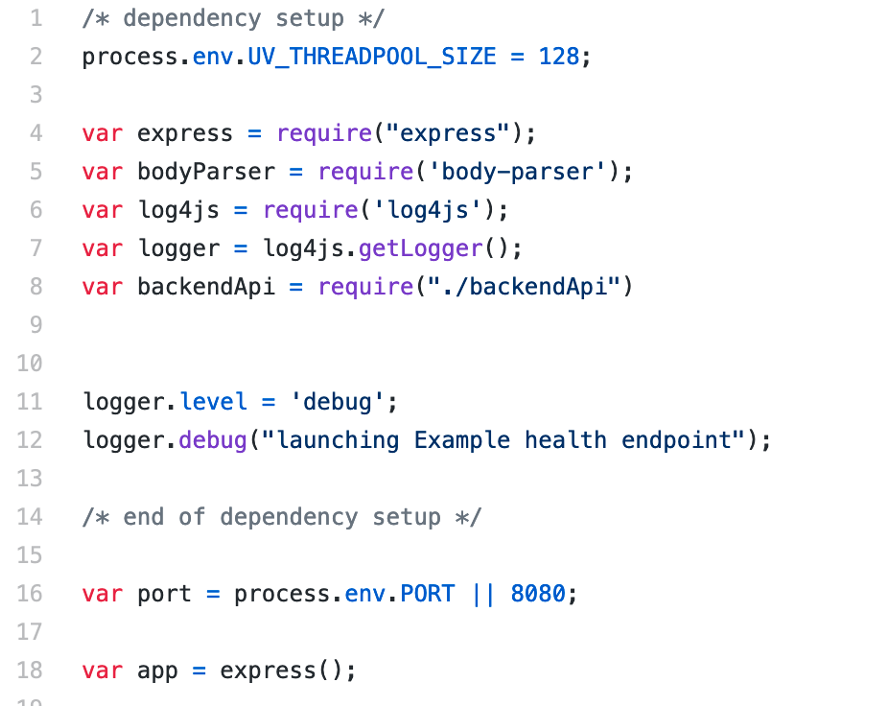 1 /* dependency setup */
2 process.env.UV_THREADPOOL_SIZE = 128;
3
4 var express = require("express");
5 var bodyParser = require('body-parser');
6 var log4js = require('log4js');
7 var logger = log4js.getLogger();
8 var backendApi = require("./backendApi")
9
10
11 logger.level = 'debug';
12 logger.debug("launching Example health endpoint");
13
14 /* end of dependency setup */
15
16 var port = process.env.PORT || 8080;
17
18 var app = express();
19